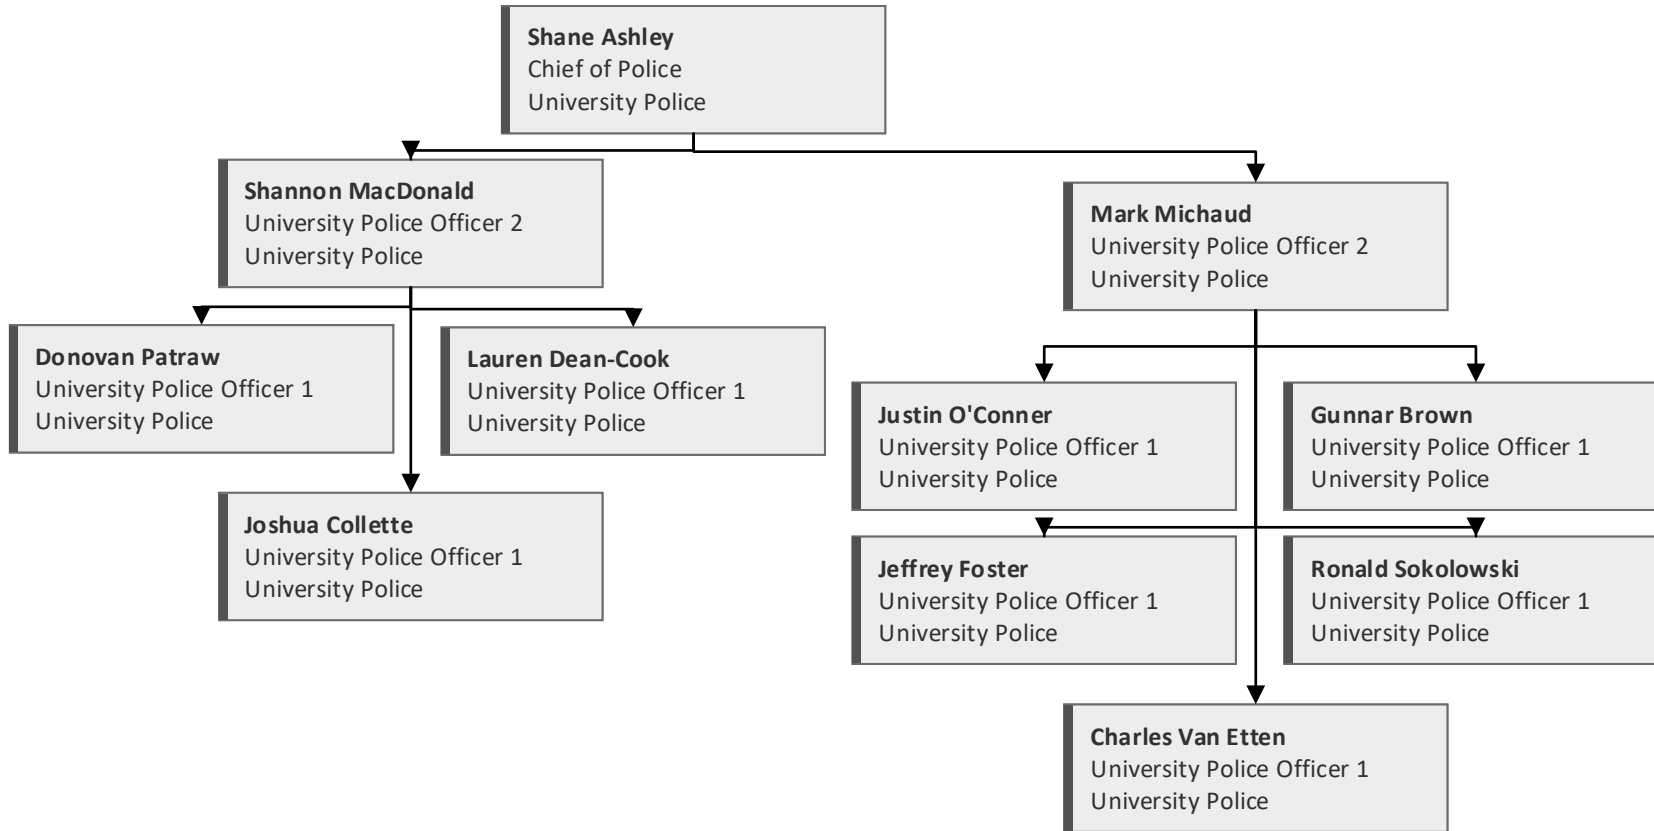 Shane Ashley
Chief of Police
University Police
Shannon MacDonald
University Police Officer 2
University Police
Mark Michaud
University Police Officer 2
University Police
Donovan Patraw
University Police Officer 1
University Police
Lauren Dean-Cook
University Police Officer 1
University Police
Justin O'Conner
University Police Officer 1
University Police
Gunnar Brown
University Police Officer 1
University Police
Joshua Collette
University Police Officer 1
University Police
Jeffrey Foster
University Police Officer 1
University Police
Ronald Sokolowski
University Police Officer 1
University Police
Charles Van Etten
University Police Officer 1
University Police